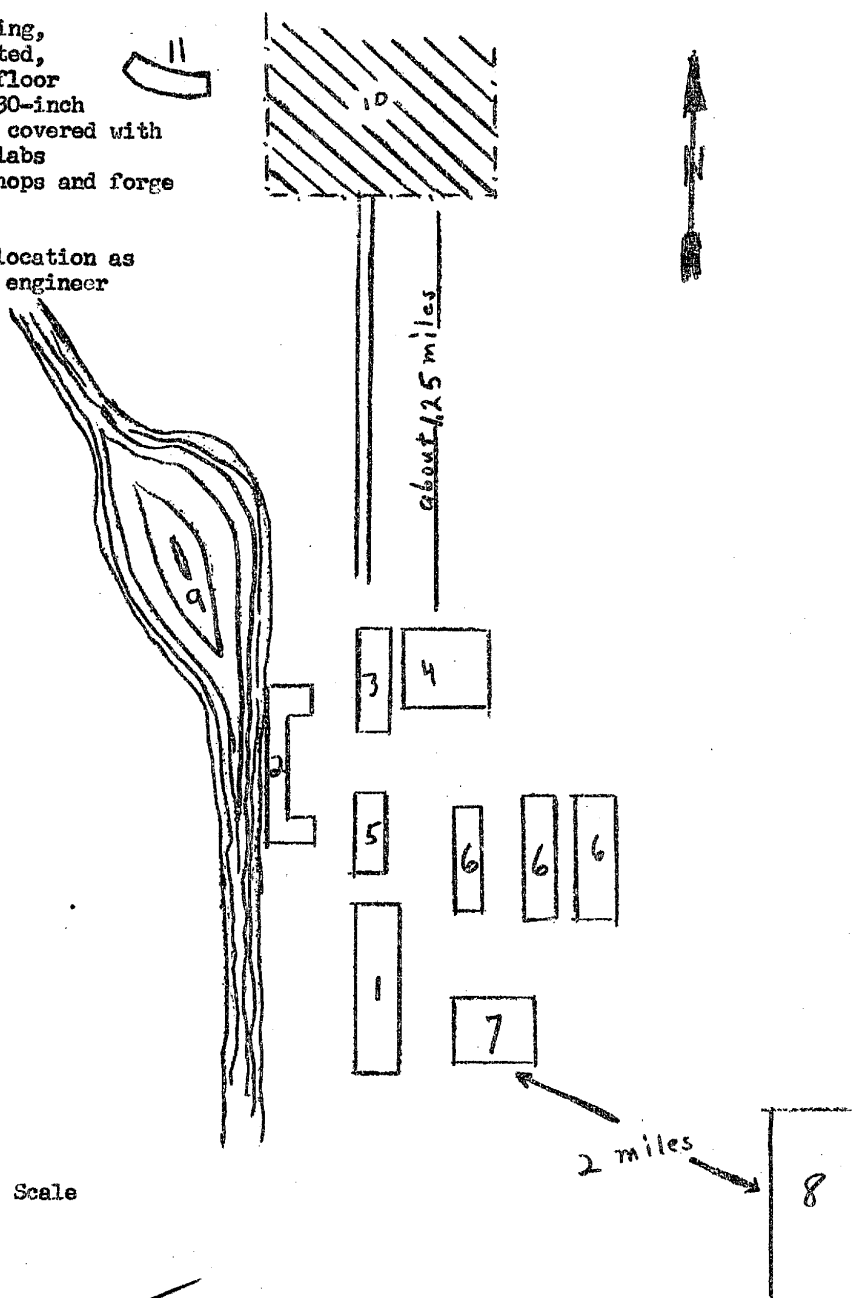 ing,
ted,
floor
30-inch
covered with
labs
hops and forge
location as
engineer
11
10
N
about 1.25 miles
9
3
4
2
5
6
6
6
1
7
2 miles
8
Scale